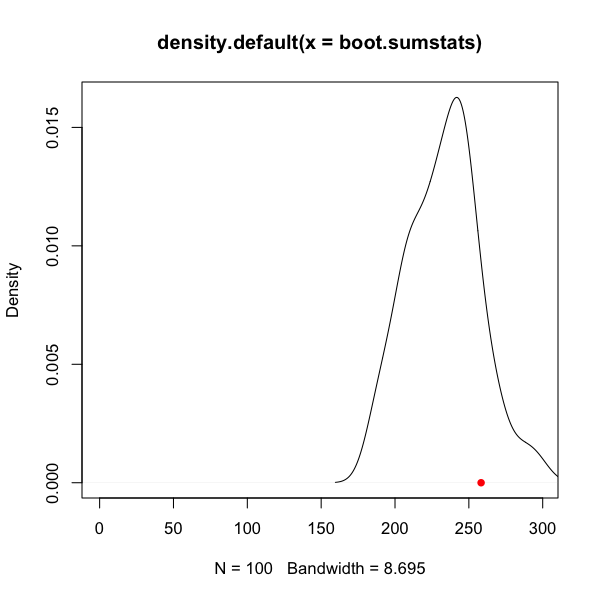 density.default(x = boot.sumstats)
0.015
0.010
0.005
0.000
Density
0 50 100 150 200 250 300
N = 100 Bandwidth = 8.695